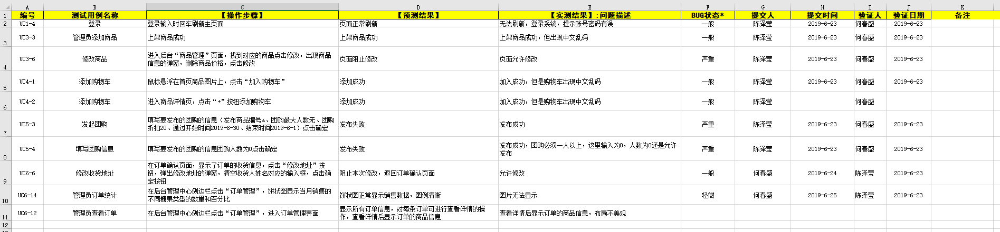 A B C D E F G H I J K
1 编号 测试用例名称 【操作步骤】 【预测结果】 【实测结果】:问题描述 BUG状态* 提交人 提交时间 验证人 验证日期 备注
2 UC1-4 登录 登录输入时回车刷新主页面 页面正常刷新 无法刷新，登录系统，提示账号密码有误 一般 陈泽莹 2019-6-23 何春盛 2019-6-23
3 UC3-3 管理员添加商品 上架商品成功 上架商品成功 上架商品成功，但出现中文乱码 一般 陈泽莹 2019-6-23 何春盛 2019-6-23
4 UC3-6 修改商品 进入后台“商品管理”页面，找到对应的商品点击修改，出现商品
信息的弹窗，删除商品价格，点击修改 页面阻止修改 页面允许修改 严重 陈泽莹 2019-6-23 何春盛 2019-6-23
5 UC4-1 添加购物车 鼠标悬浮在首页商品图片上，点击“加入购物车” 添加成功 加入成功，但是购物车出现中文乱码 一般 陈泽莹 2019-6-23 何春盛 2019-6-23
6 UC4-2 添加购物车 进入商品详情页，点击“+”按钮添加购物车 添加成功 加入成功，但是购物车出现中文乱码 一般 陈泽莹 何春盛
7 UC5-3 发起团购 填写要发布的团购的信息（发布商品编号a、团购最大人数无、团购
折扣20、通过开始时间2019-6-30、结束时间2019-6-1）点击确定 发布失败 发布成功 严重 陈泽莹 2019-6-23 何春盛 2019-6-23
8 UC5-4 填写团购信息 填写要发布的团购的信息团购人数为0点击确定 发布失败 发布成功，团购必须一人以上，这里输入为0，人数为0还是允许
发布 严重 陈泽莹 2019-6-23 何春盛 2019-6-23
9 UC6-6 修改收货地址 在订单确认页面，显示了订单的收货信息，点击“修改地址”按
钮，弹出修改地址的弹窗，清空收货人姓名对应的输入框，点击确
定按钮 阻止本次修改，返回订单确认页面 允许修改 一般 何春盛 2019-6-24 陈泽莹 2019-6-23
10 UC6-14 管理员订单统计 在后台管理中心侧边栏点击“订单管理”，饼状图显示当月销售的
不同糖果类型的数量和百分比 饼状图正常显示销售数据，图例清晰 图片无法显示 轻微 何春盛 2019-6-25 陈泽莹 2019-6-23
11 UC6-12 管理员查看订单 在后台管理中心侧边栏点击“订单管理”，进入订单管理界面 显示所有订单信息，对每条订单可进行查看详情的操
作，查看详情后显示订单的商品信息 查看详情后显示订单的商品信息，布局不美观
12